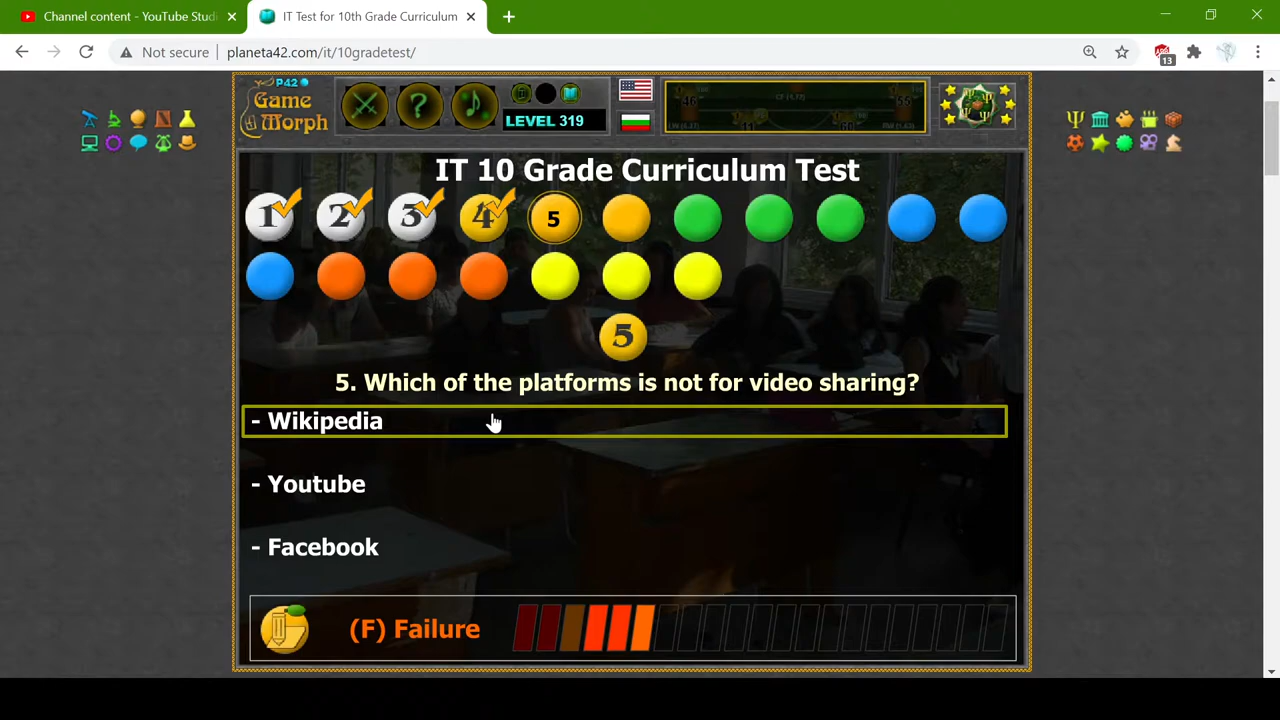 Channel content - YouTube Studi
IT Test for 10th Grade Curriculum
Not secure
planeta42.com/it/10gradetest/
13
P42
Game
Morph
?
LEVEL 319
46
IT 10 Grade Curriculum Test
1 2 3 4 5
5
5. Which of the platforms is not for video sharing?
- Wikipedia
- Youtube
- Facebook
(F) Failure